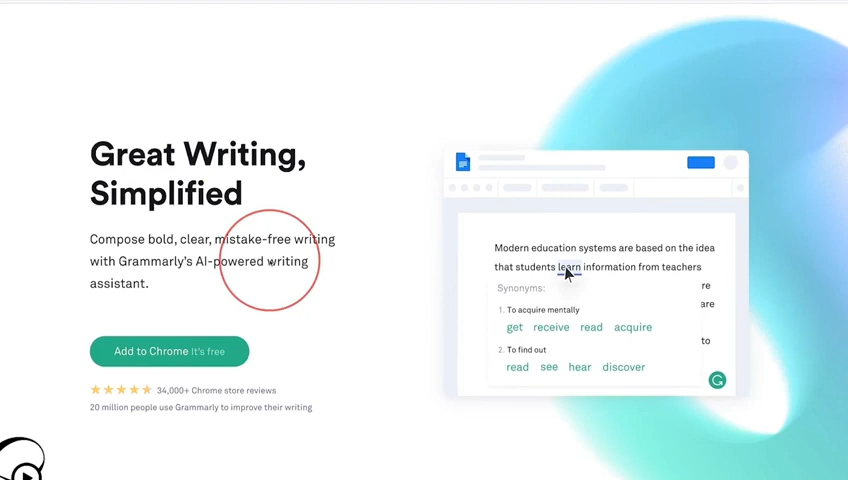 Great Writing,
Simplified
Compose bold, clear, mistake-free writing
with Grammarly's AI-powered writing
assistant.
Add to Chrome It's free
34,000+ Chrome store reviews
20 million people use Grammarly to improve their writing
Modern education systems are based on the idea
that students learn information from teachers
re
are
to
Synonyms:
1. To acquire mentally
get receive read acquire
2. To find out
read see hear discover